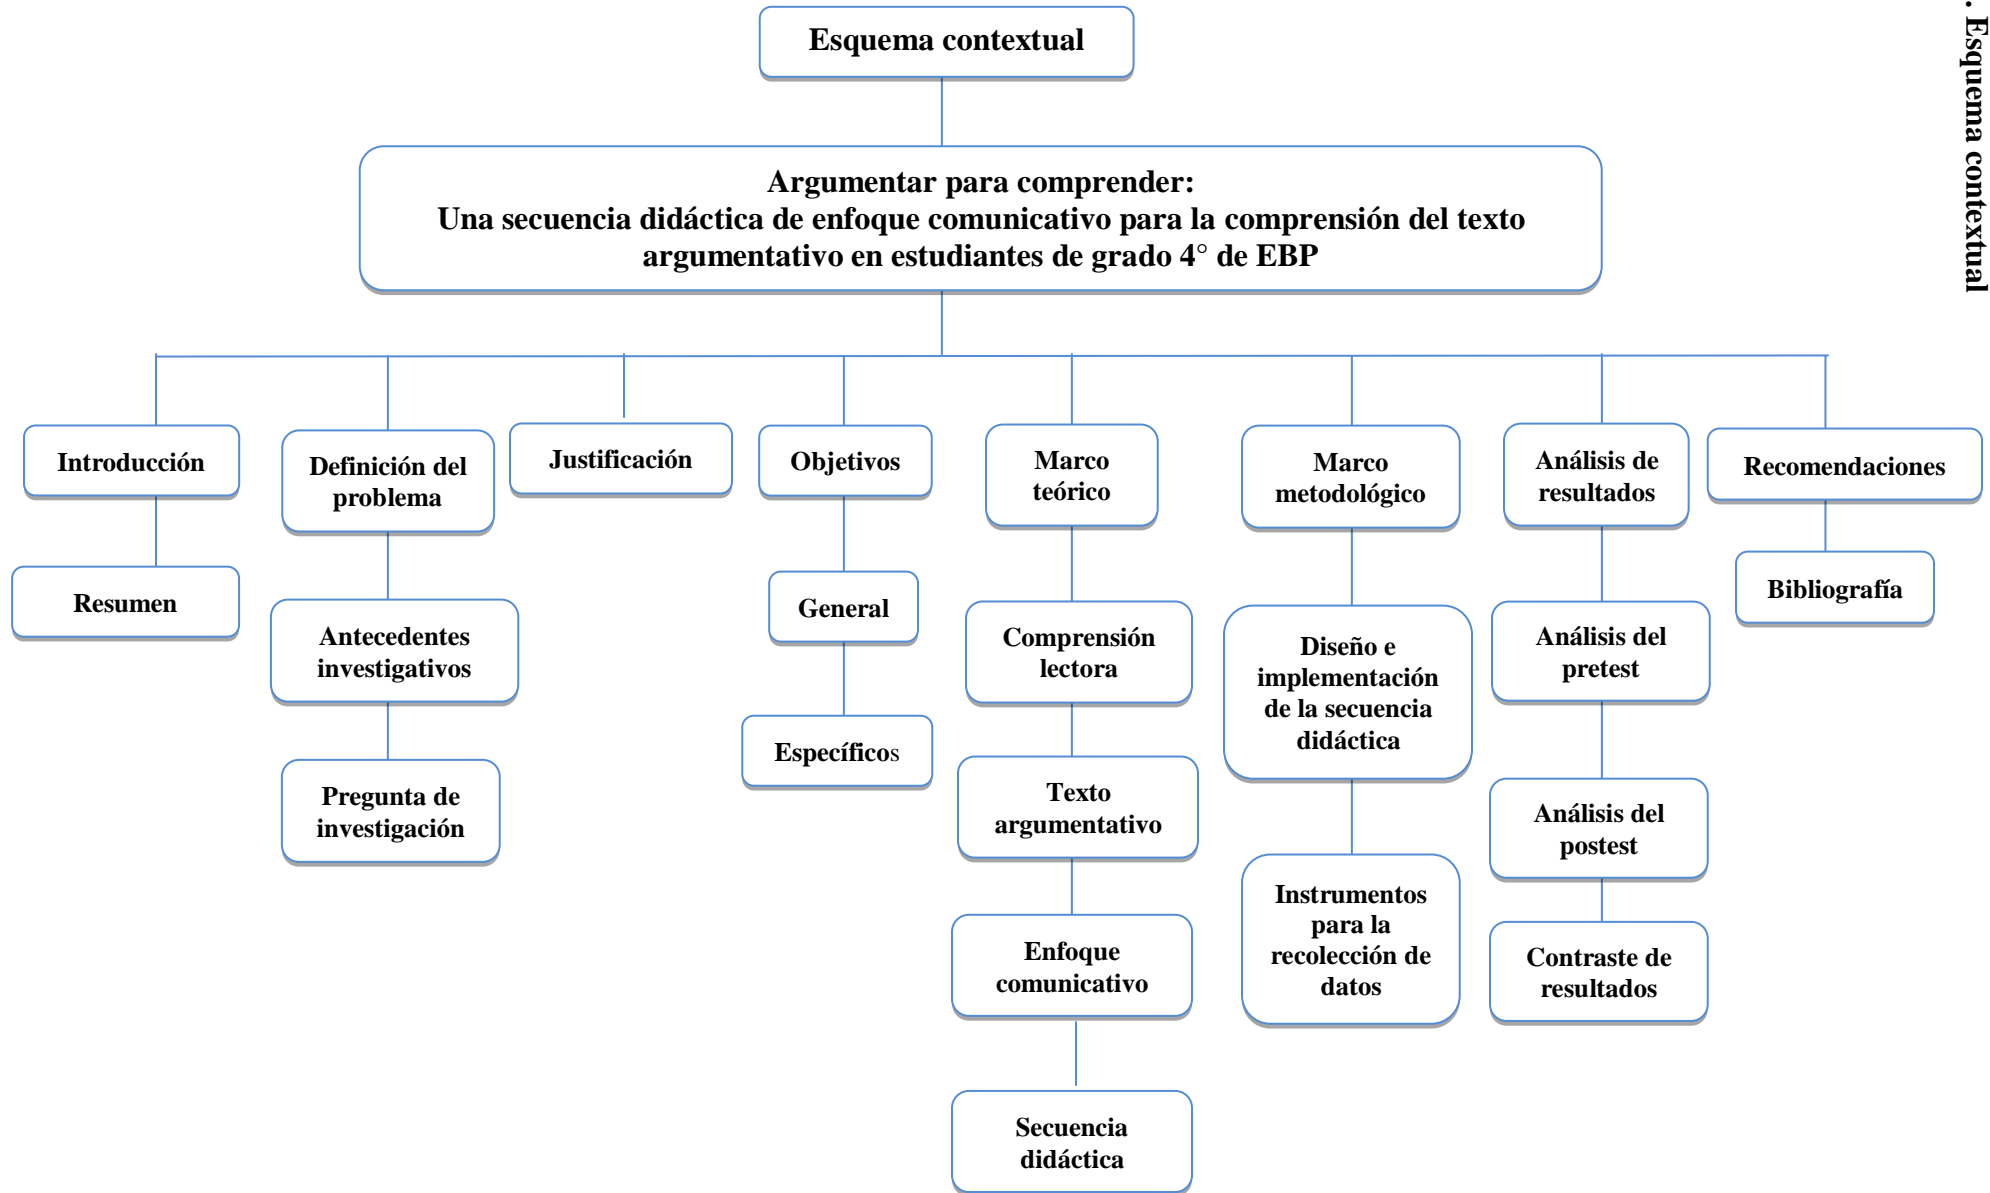 . Esquema contextual
Esquema contextual
Argumentar para comprender:
Una secuencia didáctica de enfoque comunicativo para la comprensión del texto
argumentativo en estudiantes de grado 4° de EBP
Introducción
Resumen
Definición del
problema
Antecedentes
investigativos
Pregunta de
investigación
Justificación
Objetivos
General
Específicos
Marco
teórico
Comprensión
lectora
Texto
argumentativo
Enfoque
comunicativo
Secuencia
didáctica
Marco
metodológico
Diseño e
implementación
de la secuencia
didáctica
Instrumentos
para la
recolección de
datos
Análisis de
resultados
Análisis del
pretest
Análisis del
postest
Contraste de
resultados
Recomendaciones
Bibliografía